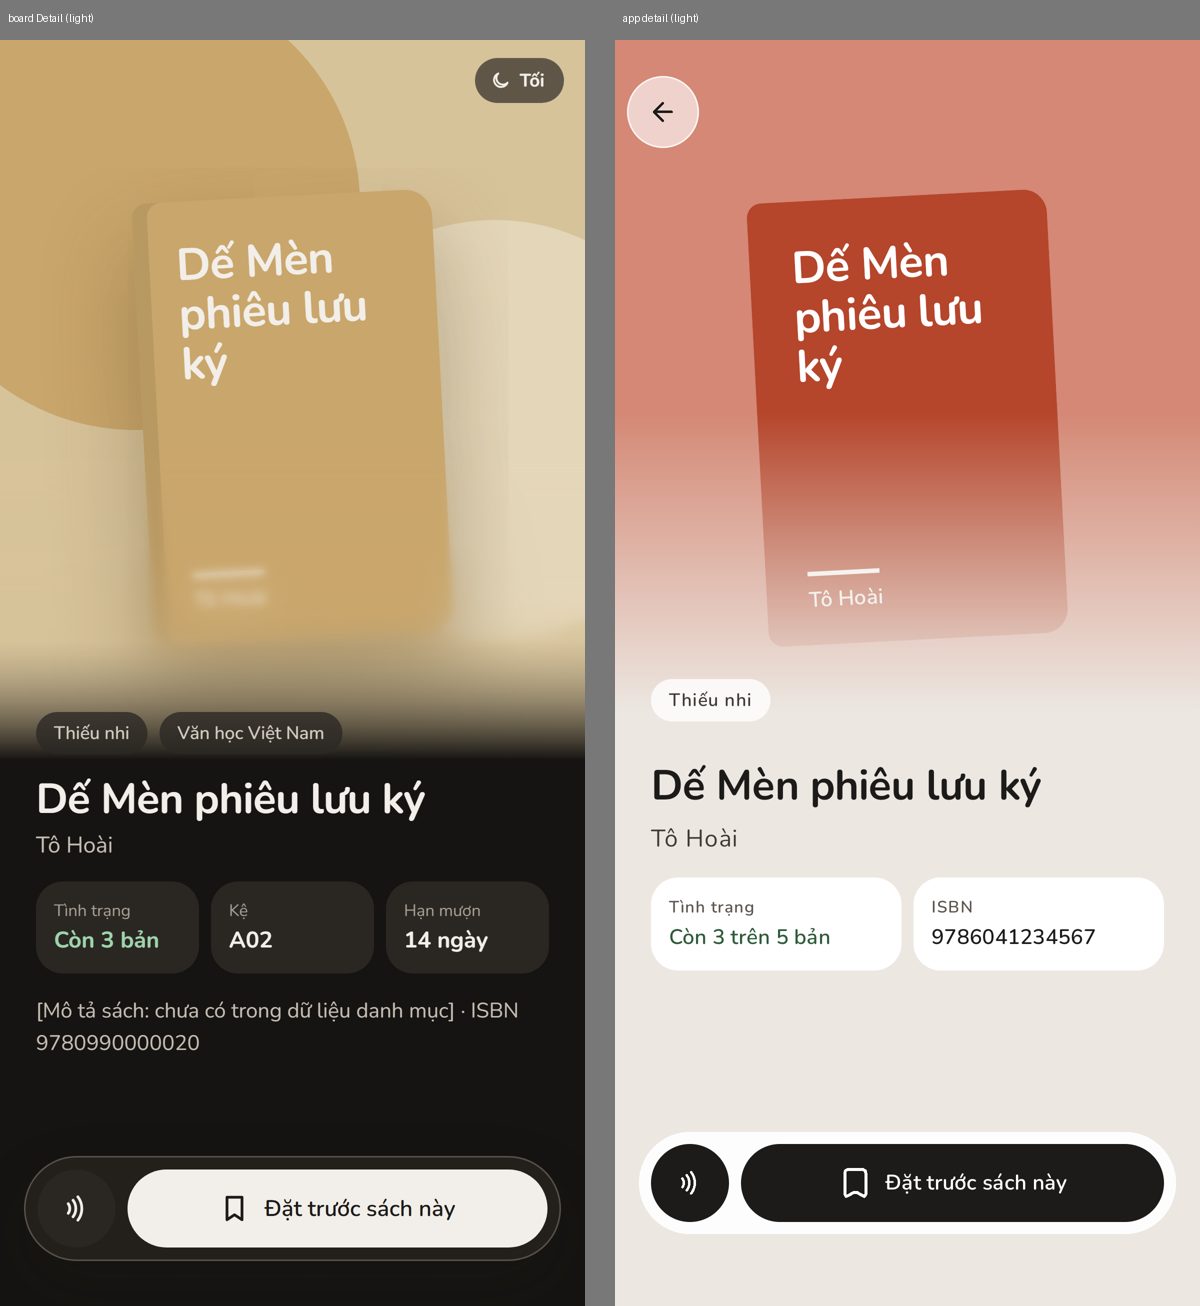 board Detail (light)
Tối
Dế Mèn
phiêu lưu
ký
Tô Hoài
Thiếu nhi
Văn học Việt Nam
Dế Mèn phiêu lưu ký
Tô Hoài
Tình trạng
Còn 3 bản
Kệ
A02
Hạn mượn
14 ngày
[Mô tả sách: chưa có trong dữ liệu danh mục] · ISBN
9780990000020
Đặt trước sách này
app detail (light)
Dế Mèn
phiêu lưu
ký
Tô Hoài
Thiếu nhi
Dế Mèn phiêu lưu ký
Tô Hoài
Tình trạng
Còn 3 trên 5 bản
ISBN
9786041234567
Đặt trước sách này